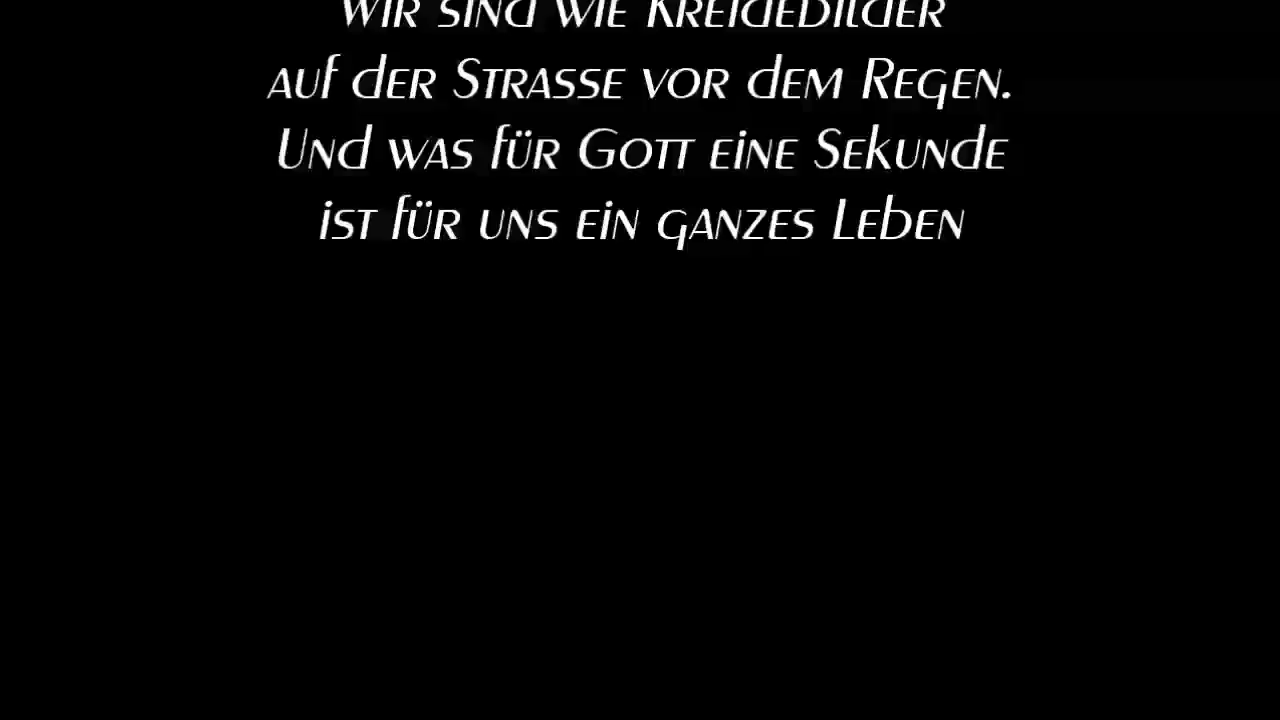 Wir sind wie Kreidebilder
auf der Strasse vor dem Regen.
Und was für Gott eine Sekunde
ist für uns ein ganzes Leben